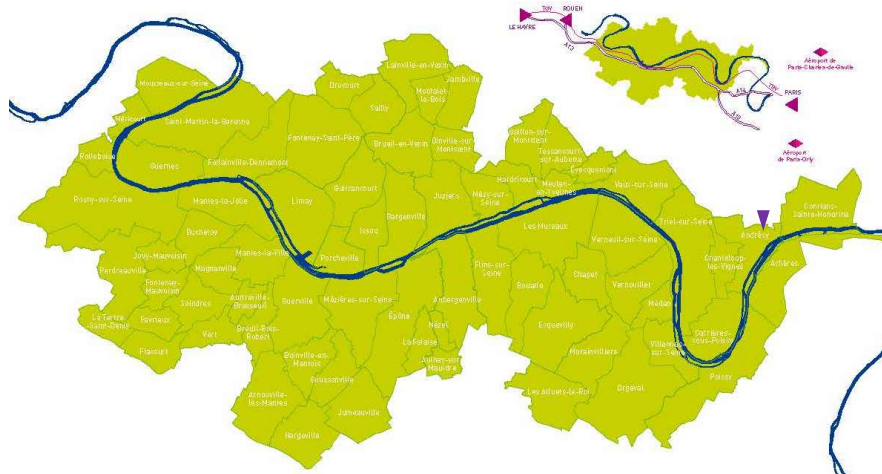 TGV
ROUEN
LE HAVRE
A13
Aéroport de
Paris-Charles-de-Gaulle
A14
TGV
PARIS
A13
Aéroport
de Paris-Orly
Lainville-en-Vexin
Jambville
Montalet-
le-Bois
Drocourt
Sailly
Mousseaux-sur-Seine
Méricourt
Saint-Martin-la-Garenne
Fontenay-Saint-Père
Brueil-en-Vexin
Oinville-sur-
Montcient
Gaillon-sur-
Montcient
Tessancourt-
sur-Aubette
Évecquemont
Rolleboise
Guernes
Follainville-Dennemont
Hardricourt
Meulan-
en-Yvelines
Vaux-sur-Seine
Rosny-sur-Seine
Mantes-la-Jolie
Limay
Guitrancourt
Gargenville
Juziers
Mézy-sur-
Seine
Triel-sur-Seine
Conflans-
Sainte-Honorine
Andrésy
Buchelay
Issou
Les Mureaux
Verneuil-sur-Seine
Chanteloup-
les-Vignes
Achères
Jouy-Mauvoisin
Mantes-la-Ville
Porcheville
Perdreauville
Magnanville
Flins-sur-
Seine
Bouafle
Chapet
Vernouillet
Fontenay-
Mauvoisin
Soindres
Auffreville-
Brasseuil
Guerville
Mézières-sur-Seine
Aubergenville
Médan
Le Tertre-
Saint-Denis
Favrieux
Vert
Breuil-Bois-
Robert
Épône
Nézel
Ecquevilly
Carrières-
sous-Poissy
Flacourt
La Falaise
Morainvilliers
Villennes-
sur-Seine
Boinville-en-
Mantois
Aulnay-sur-
Mauldre
Poissy
Goussonville
Les Alluets-le-Roi
Orgeval
Arnouville-
les-Mantes
Jumeauville
Hargeville